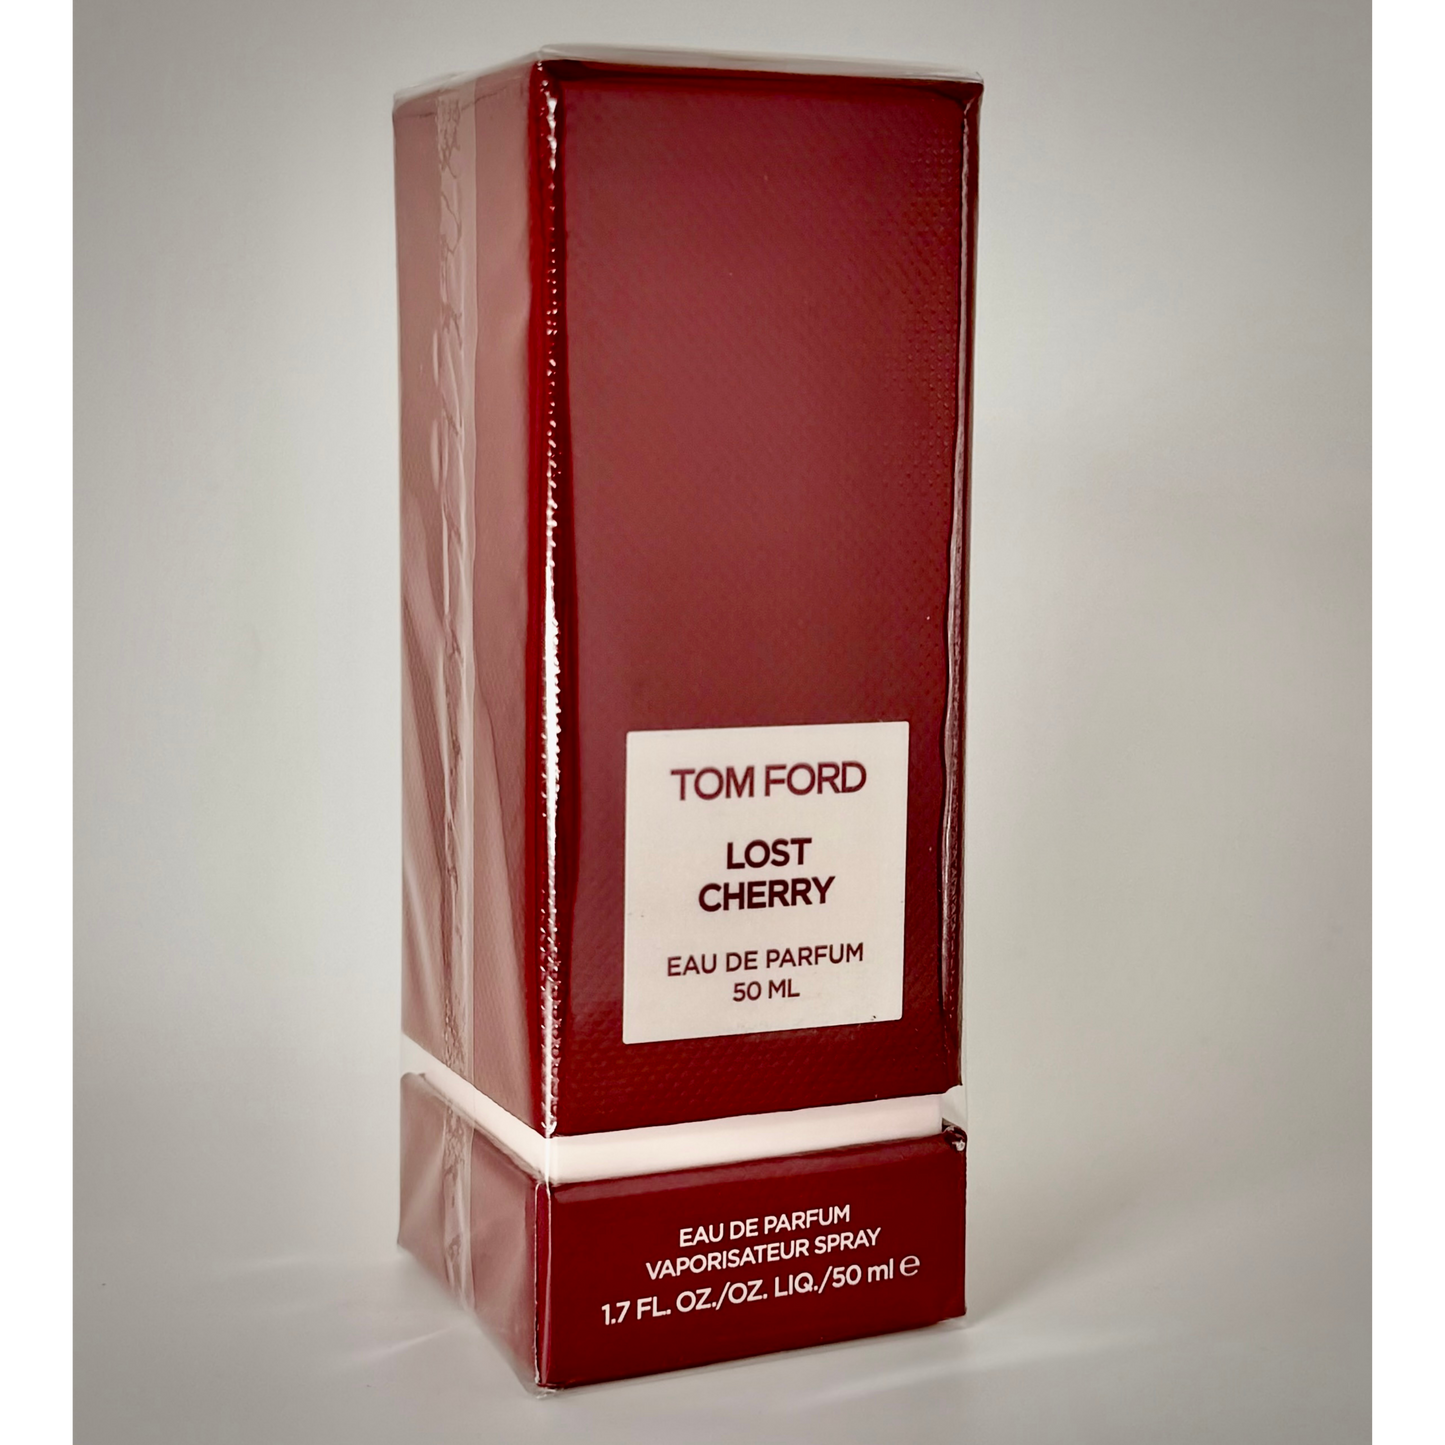 TOM FORD
LOST
CHERRY
EAU DE PARFUM
50 ML
EAU DE PARFUM
VAPORISATEUR SPRAY
1.7 FL. OZ./OZ. LIQ./50 ml ℮